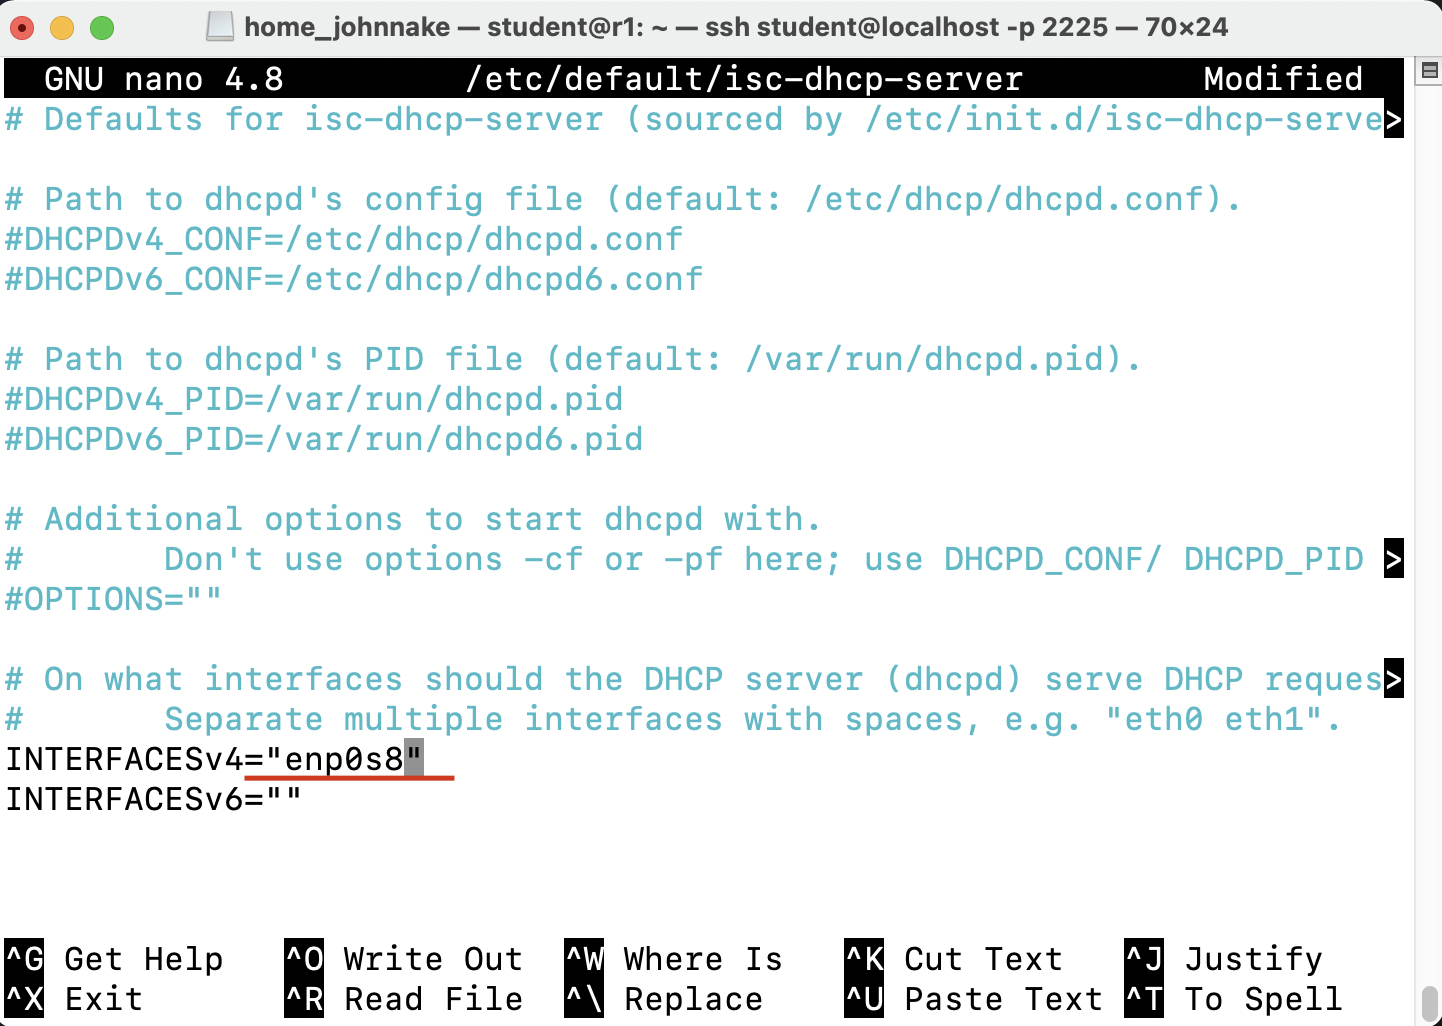 home_johnnake — student@r1: ~ — ssh student@localhost -p 2225 — 70×24
GNU nano 4.8 /etc/default/isc-dhcp-server Modified
# Defaults for isc-dhcp-server (sourced by /etc/init.d/isc-dhcp-serve>
# Path to dhcpd's config file (default: /etc/dhcp/dhcpd.conf).
#DHCPDv4_CONF=/etc/dhcp/dhcpd.conf
#DHCPDv6_CONF=/etc/dhcp/dhcpd6.conf
# Path to dhcpd's PID file (default: /var/run/dhcpd.pid).
#DHCPDv4_PID=/var/run/dhcpd.pid
#DHCPDv6_PID=/var/run/dhcpd6.pid
# Additional options to start dhcpd with.
#       Don't use options -cf or -pf here; use DHCPD_CONF/ DHCPD_PID >
#OPTIONS=""
# On what interfaces should the DHCP server (dhcpd) serve DHCP reques>
#       Separate multiple interfaces with spaces, e.g. "eth0 eth1".
INTERFACESv4="enp0s8"
INTERFACESv6=""
^G Get Help ^O Write Out ^W Where Is ^K Cut Text ^J Justify
^X Exit ^R Read File ^\ Replace ^U Paste Text ^T To Spell